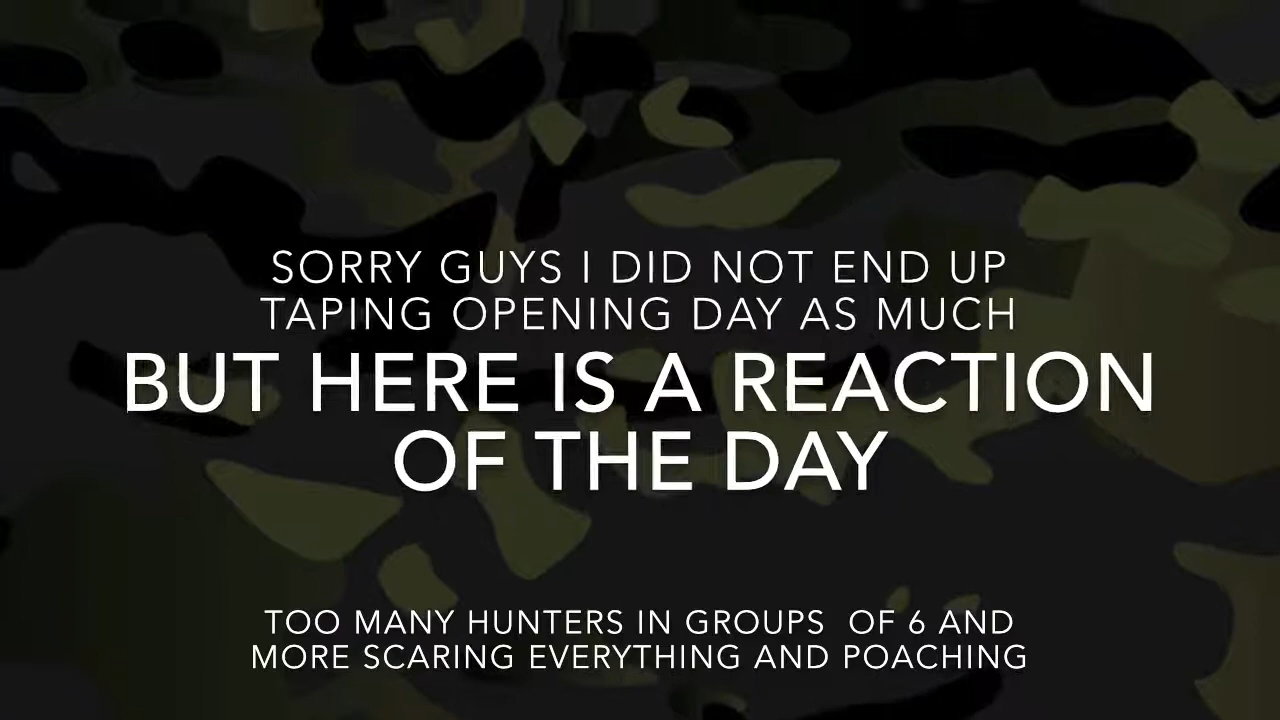 SORRY GUYS I DID NOT END UP
TAPING OPENING DAY AS MUCH
BUT HERE IS A REACTION
OF THE DAY
TOO MANY HUNTERS IN GROUPS  OF 6 AND
MORE SCARING EVERYTHING AND POACHING